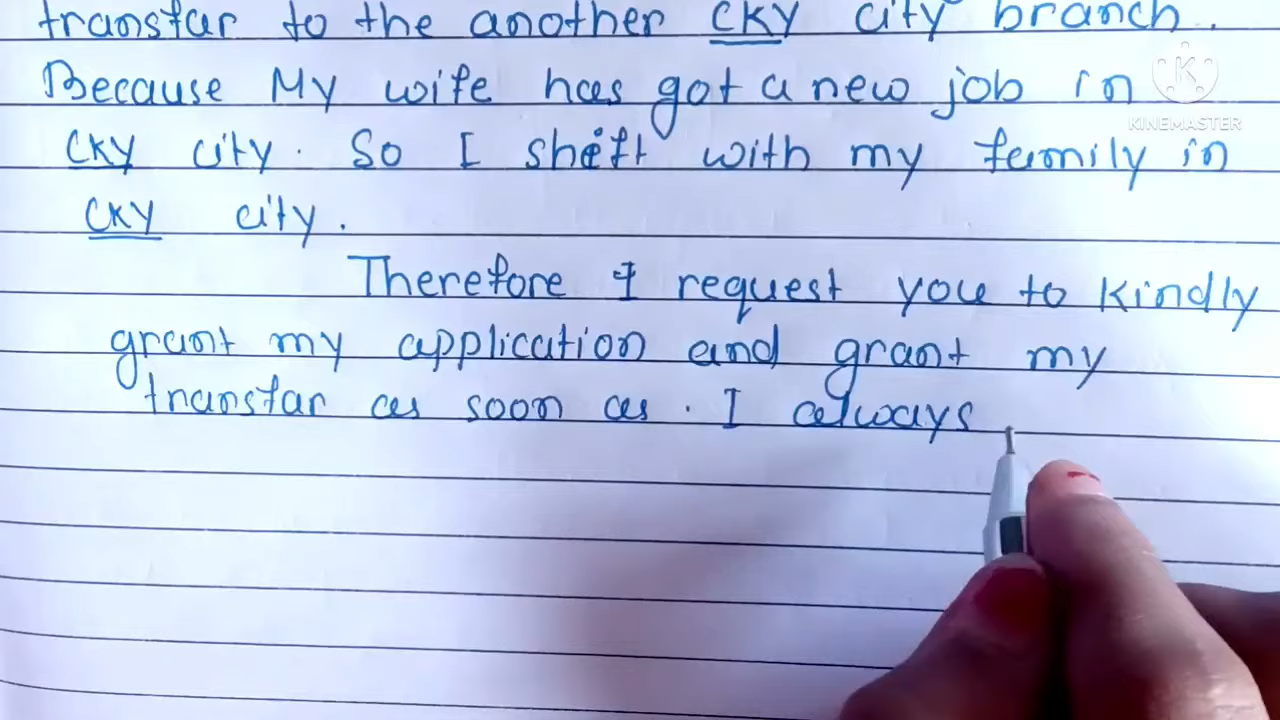 transfar to the another CKY city branch.
Because My wife has got a new job in
CKY city. So I sheft with my family in
CKY city.
Therefore I request you to kindly
grant my application and grant my
transfar as soon as. I always
K
KINEMASTER